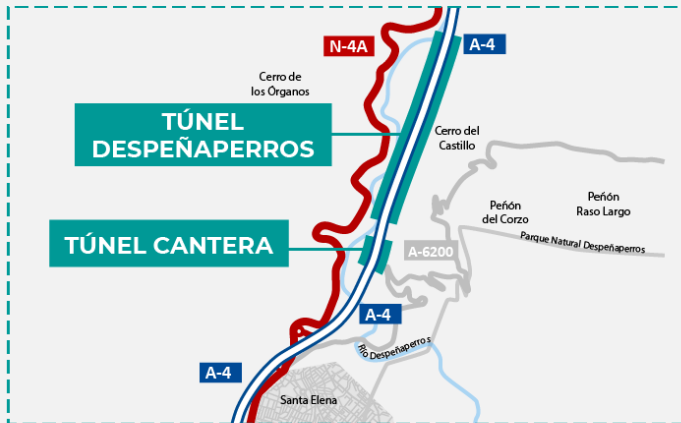 N-4A
A-4
Cerro de
los Órganos
TÚNEL
DESPEÑAPERROS
Cerro del
Castillo
Peñón
del Corzo
Peñón
Raso Largo
TÚNEL CANTERA
A-6200
Parque Natural Despeñaperros
A-4
Río Despeñaperros
A-4
Santa Elena